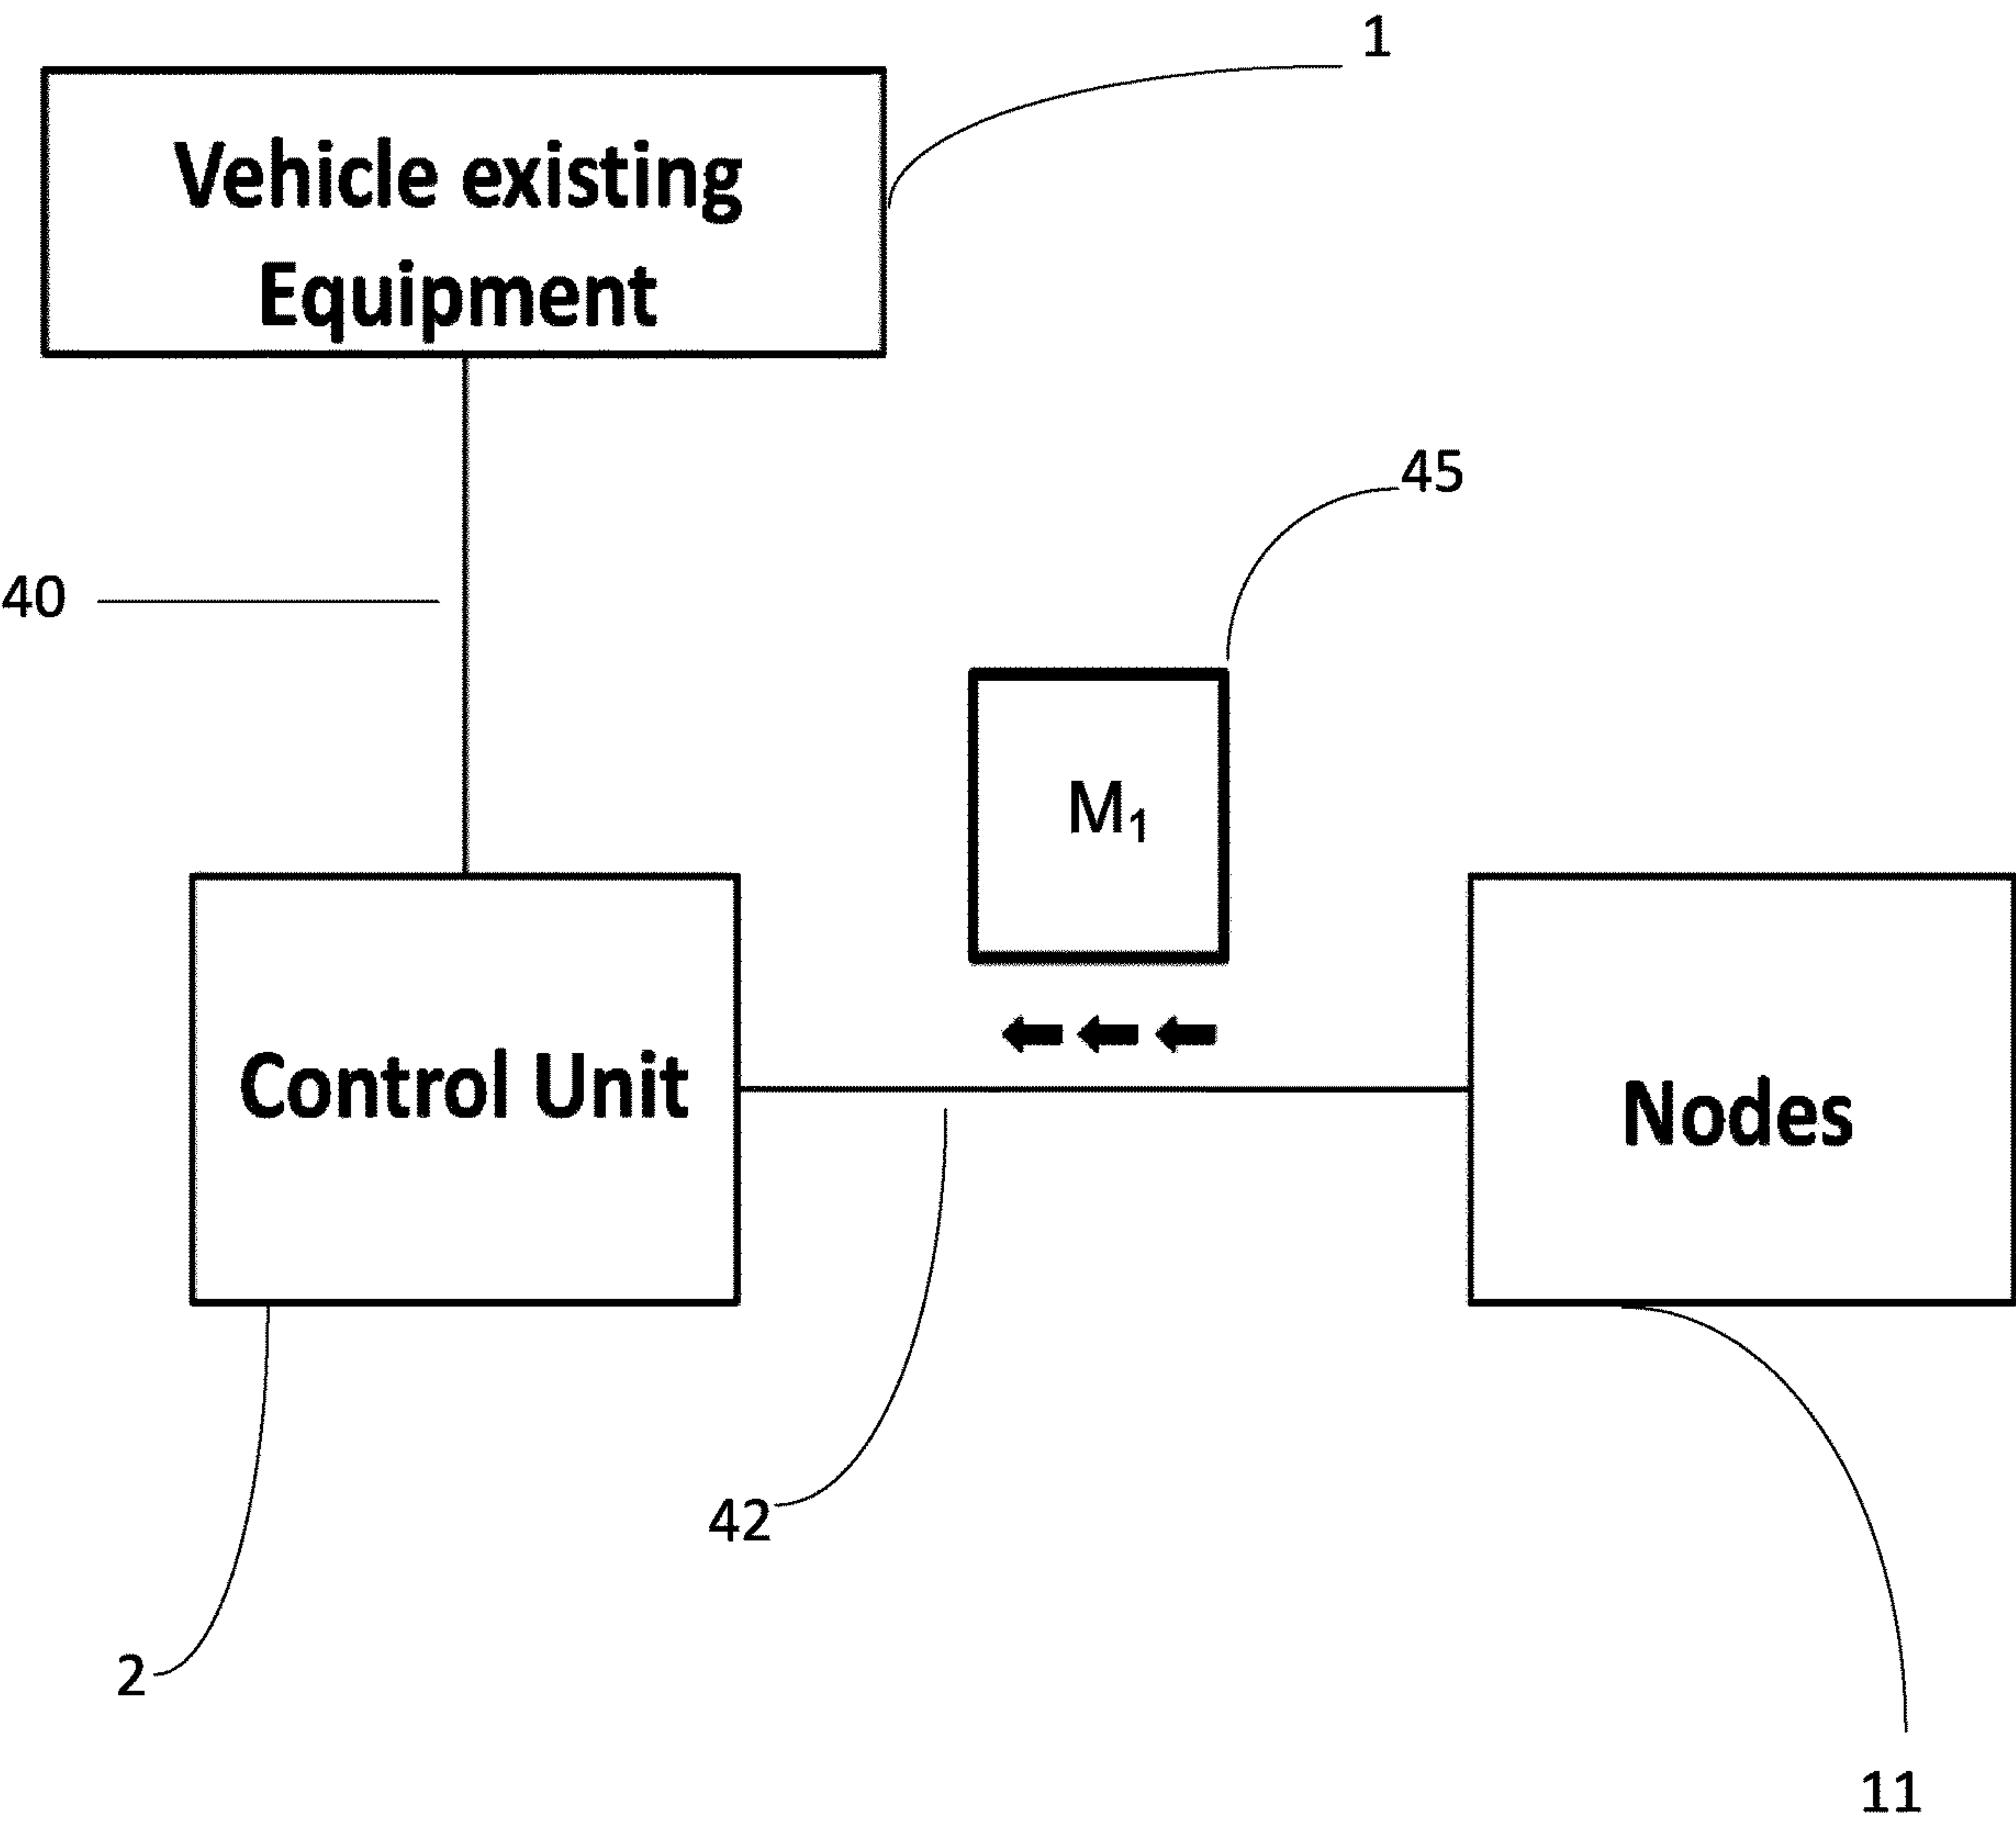 1
Vehicle existing
Equipment
45
40
M₁
Control Unit
Nodes
42
2
11